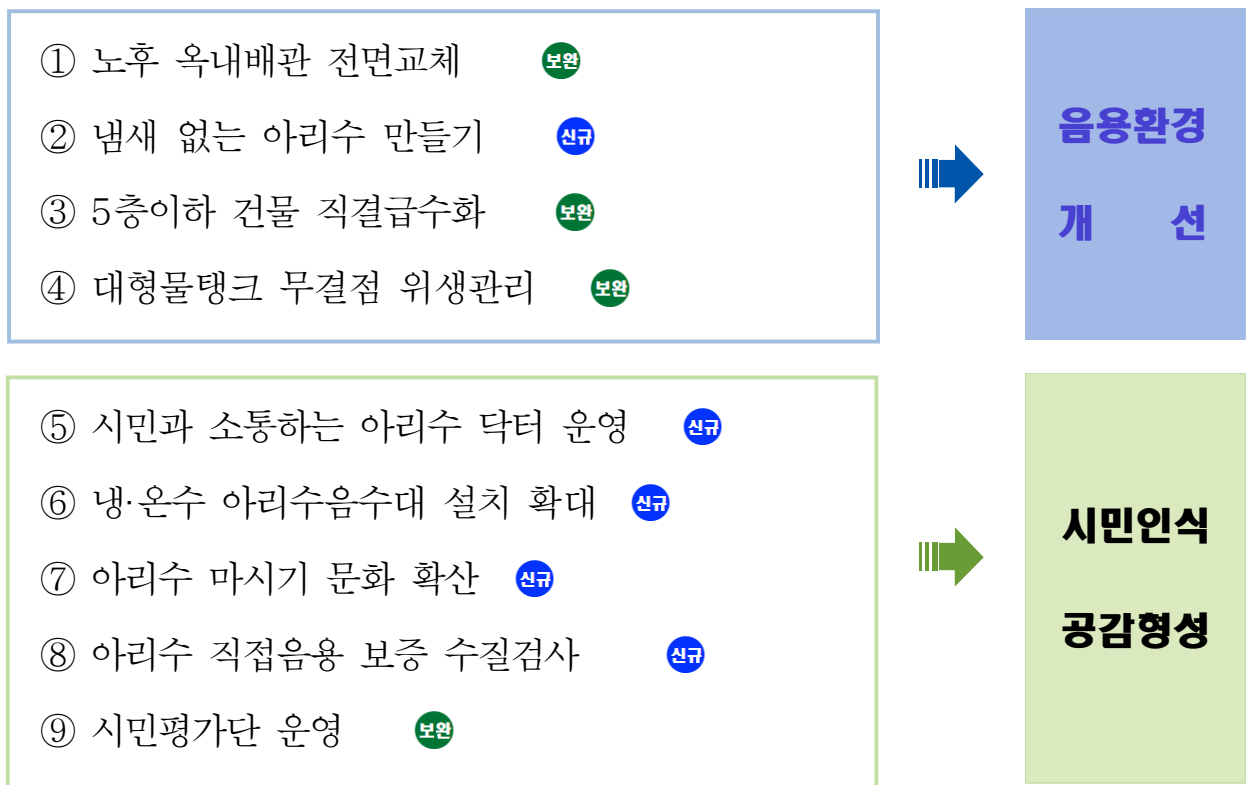 ① 노후 옥내배관 전면교체 보완
② 냄새 없는 아리수 만들기 신규
③ 5층이하 건물 직결급수화 보완
④ 대형물탱크 무결점 위생관리 보완
음용환경
개 선
⑤ 시민과 소통하는 아리수 닥터 운영 신규
⑥ 냉·온수 아리수음수대 설치 확대 신규
⑦ 아리수 마시기 문화 확산 신규
⑧ 아리수 직접음용 보증 수질검사 신규
⑨ 시민평가단 운영 보완
시민인식
공감형성